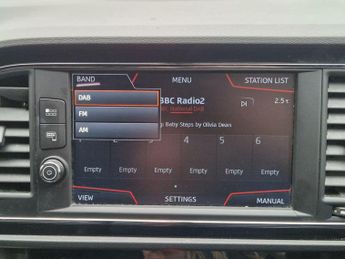 BAND MENU STATION LIST
DAB
BBC Radio2 2.5
BBC National DAB
FM
g Baby Steps by Olivia Dean
AM
3 4 5 6
Empty Empty Empty Empty Empty Empty
VIEW SETTINGS MANUAL